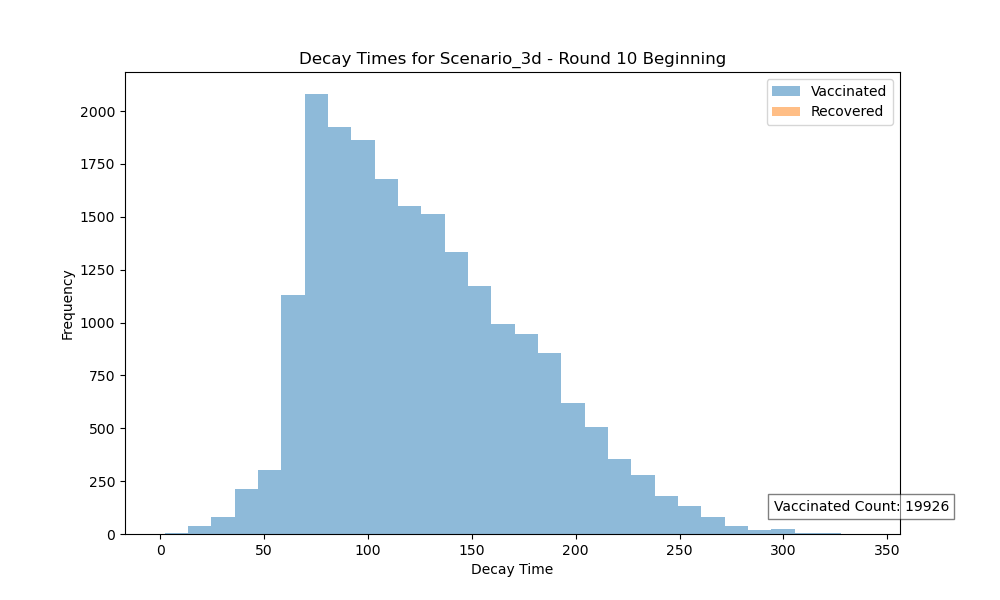 Decay Times for Scenario_3d - Round 10 Beginning
Vaccinated
Recovered
2000
1750
1500
1250
1000
750
500
250
0
Frequency
Vaccinated Count: 19926
0 50 100 150 200 250 300 350
Decay Time